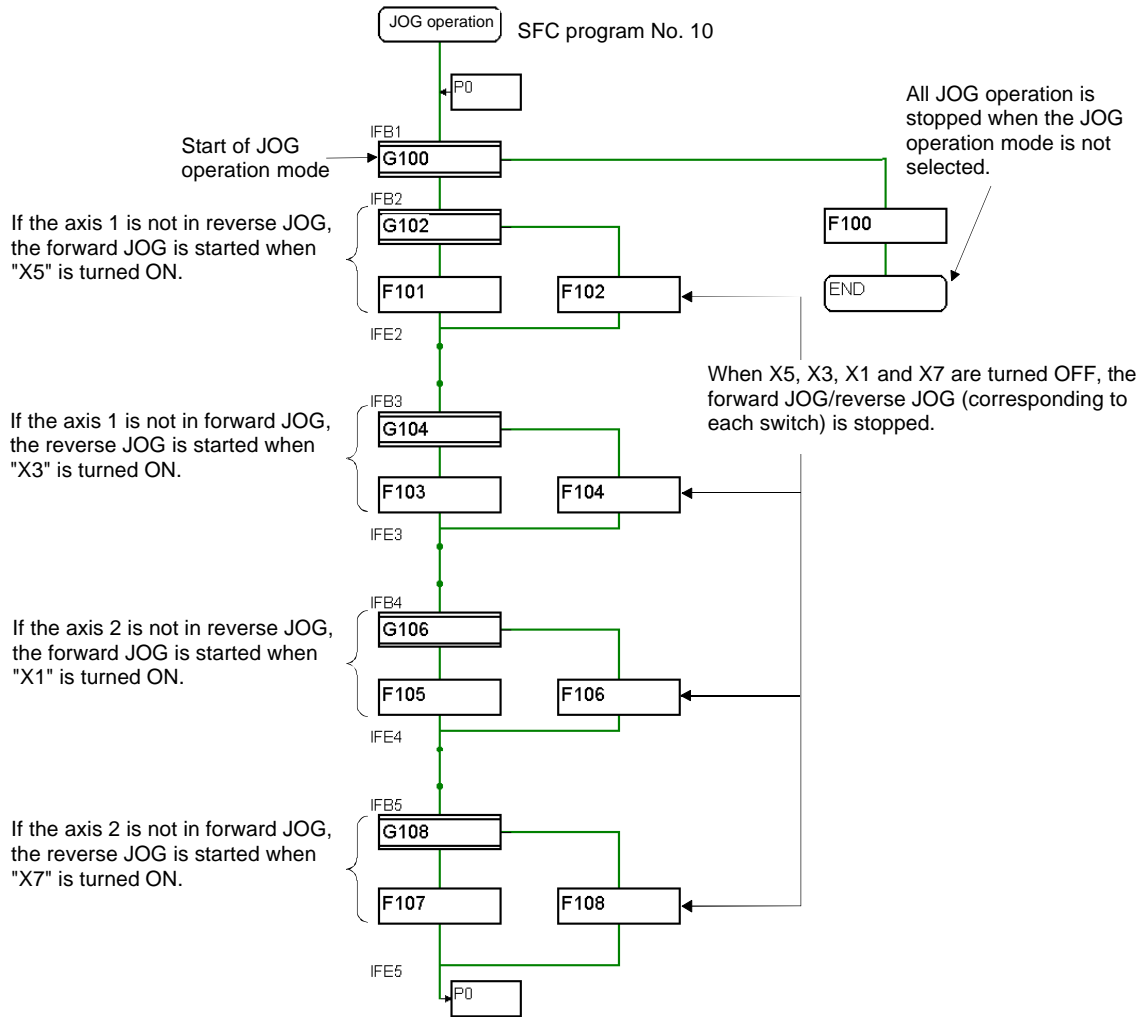 JOG operation
SFC program No. 10
P0
All JOG operation is
stopped when the JOG
operation mode is not
selected.
IFB1
Start of JOG
operation mode
G100
IFB2
If the axis 1 is not in reverse JOG,
the forward JOG is started when
"X5" is turned ON.
G102
F100
F101
F102
END
IFE2
When X5, X3, X1 and X7 are turned OFF, the
forward JOG/reverse JOG (corresponding to
each switch) is stopped.
IFB3
If the axis 1 is not in forward JOG,
the reverse JOG is started when
"X3" is turned ON.
G104
F103
F104
IFE3
IFB4
If the axis 2 is not in reverse JOG,
the forward JOG is started when
"X1" is turned ON.
G106
F105
F106
IFE4
IFB5
If the axis 2 is not in forward JOG,
the reverse JOG is started when
"X7" is turned ON.
G108
F107
F108
IFE5
P0